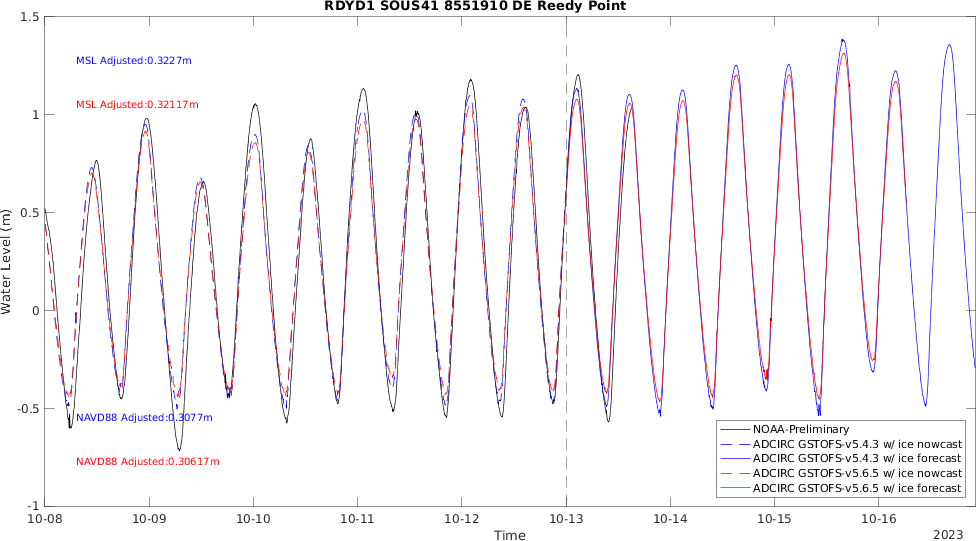 RDYD1 SOUS41 8551910 DE Reedy Point
1.5
1
0.5
0
-0.5
-1
Water Level (m)
MSL Adjusted:0.3227m
MSL Adjusted:0.32117m
NAVD88 Adjusted:0.3077m
NAVD88 Adjusted:0.30617m
NOAA-Preliminary
ADCIRC GSTOFS-v5.4.3 w/ ice nowcast
ADCIRC GSTOFS-v5.4.3 w/ ice forecast
ADCIRC GSTOFS-v5.6.5 w/ ice nowcast
ADCIRC GSTOFS-v5.6.5 w/ ice forecast
10-08 10-09 10-10 10-11 10-12 10-13 10-14 10-15 10-16
Time
2023